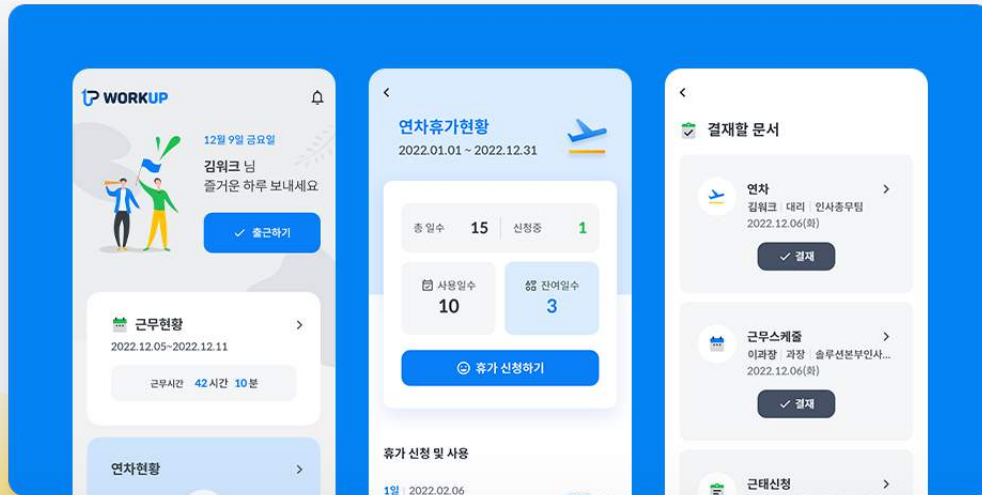 WORKUP
12월 9일 금요일
김워크 님
즐거운 하루 보내세요
출근하기
근무현황
2022.12.05~2022.12.11
근무시간 42시간 10분
연차현황
연차휴가현황
2022.01.01 ~ 2022.12.31
총 일수 15 신청중 1
사용일수 잔여일수
10 3
휴가 신청하기
휴가 신청 및 사용
1일 2022.02.06
결재할 문서
연차
김워크 대리 인사총무팀
2022.12.06(화)
결재
근무스케줄
이과장 과장 솔루션본부인사...
2022.12.06(화)
결재
근태신청